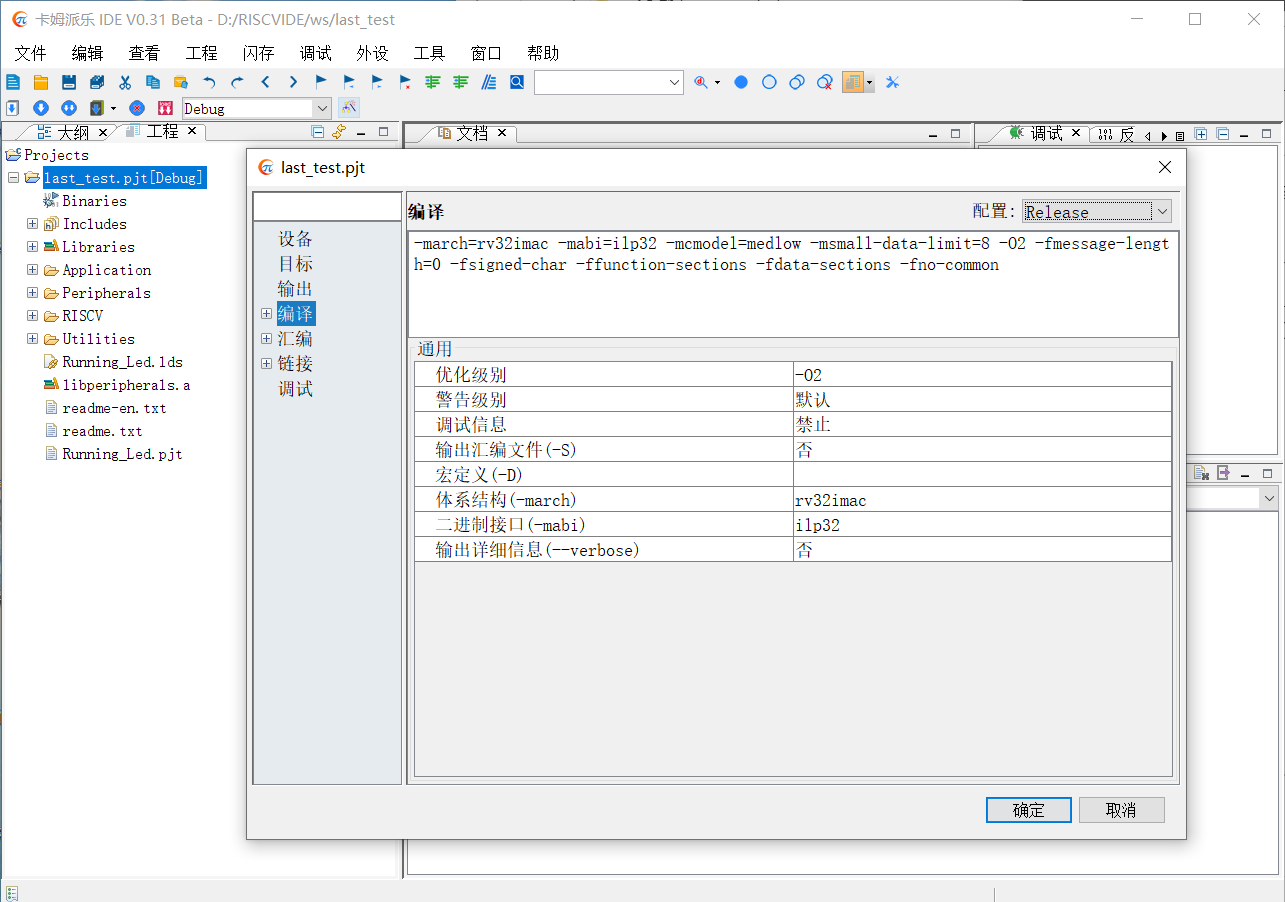 卡姆派乐 IDE V0.31 Beta - D:/RISCVIDE/ws/last_test
文件 编辑 查看 工程 闪存 调试 外设 工具 窗口 帮助
Debug
大纲 工程 文档 调试 反
Projects
last_test.pjt[Debug]
Binaries
Includes
Libraries
Application
Peripherals
RISCV
Utilities
Running_Led.lds
libperipherals.a
readme-en.txt
readme.txt
Running_Led.pjt
last_test.pjt
设备
目标
输出
编译
汇编
链接
调试
编译 配置: Release
-march=rv32imac -mabi=ilp32 -mcmodel=medlow -msmall-data-limit=8 -O2 -fmessage-lengt
h=0 -fsigned-char -ffunction-sections -fdata-sections -fno-common
通用
优化级别 -O2
警告级别 默认
调试信息 禁止
输出汇编文件(-S) 否
宏定义(-D)
体系结构(-march) rv32imac
二进制接口(-mabi) ilp32
输出详细信息(--verbose) 否
确定 取消